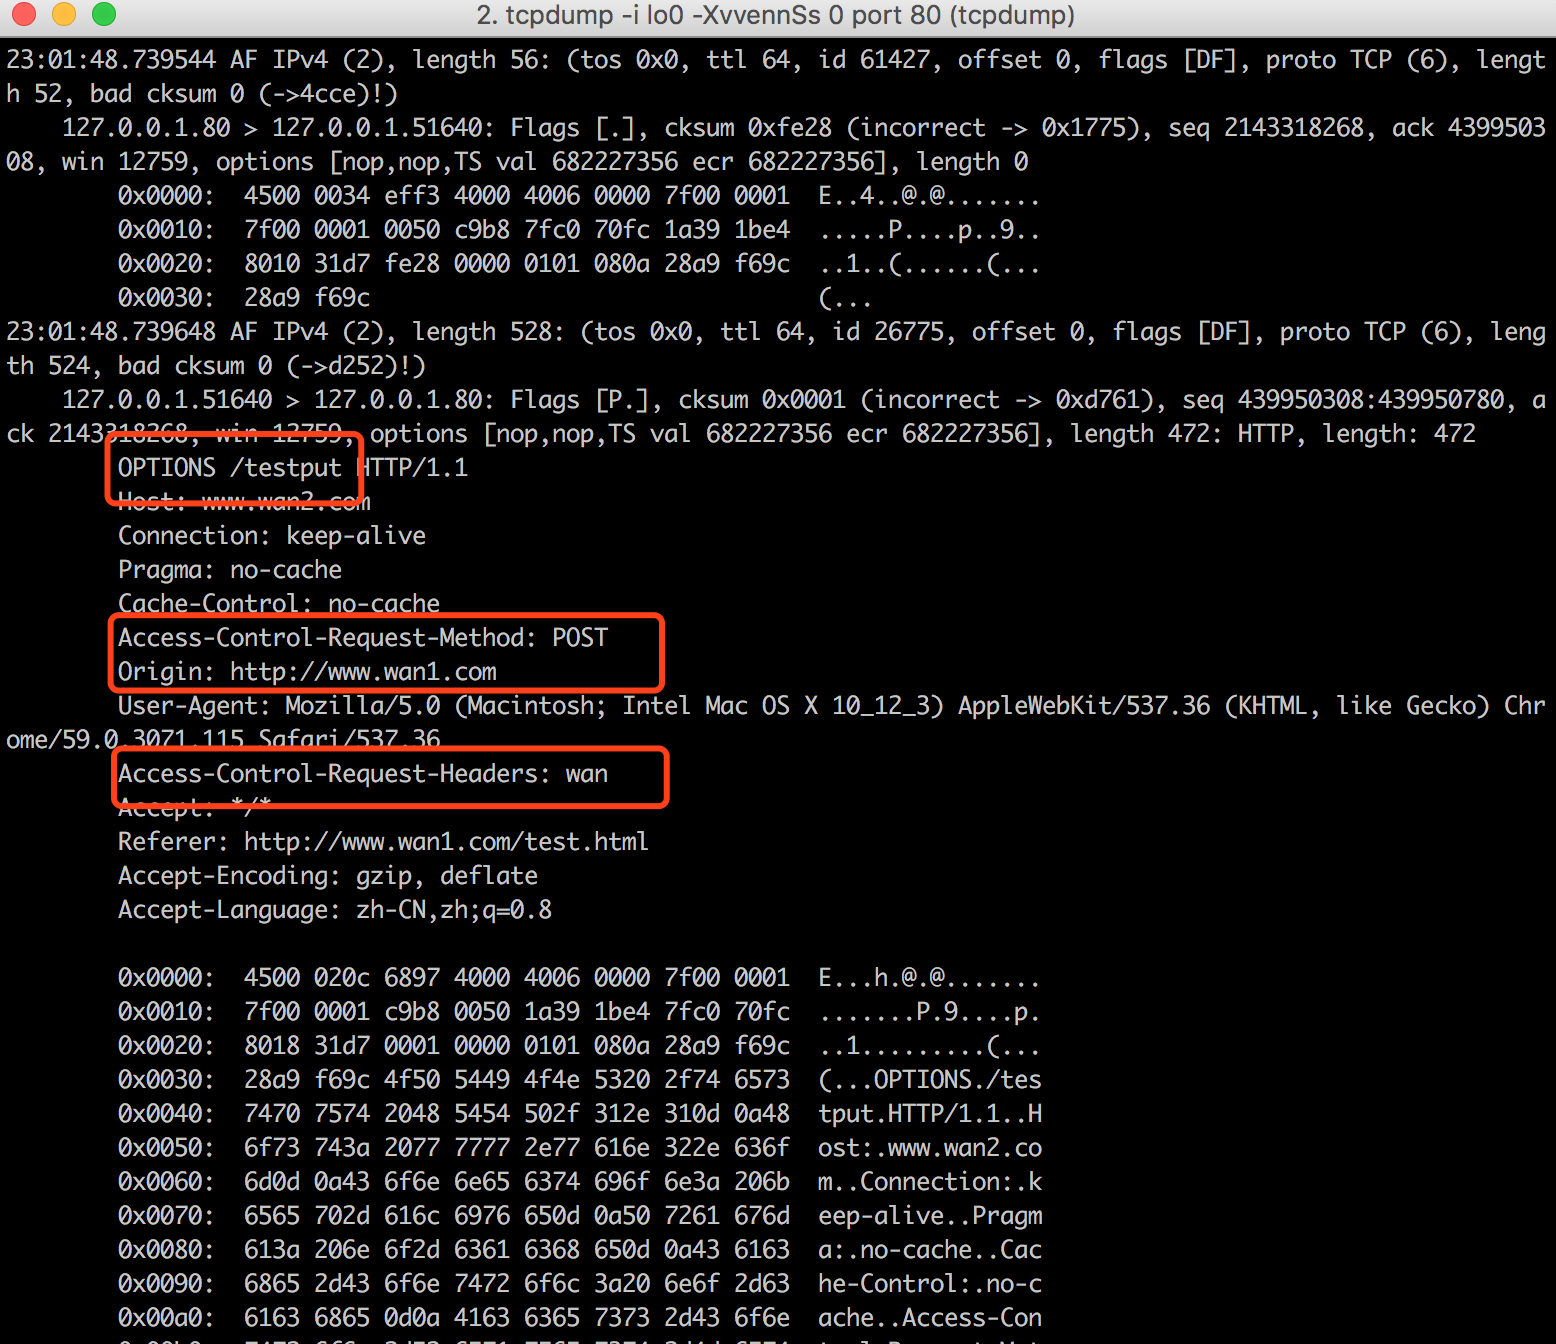 2. tcpdump -i lo0 -XvvennSs 0 port 80 (tcpdump)
23:01:48.739544 AF IPv4 (2), length 56: (tos 0x0, ttl 64, id 61427, offset 0, flags [DF], proto TCP (6), lengt
h 52, bad cksum 0 (->4cce)!)
127.0.0.1.80 > 127.0.0.1.51640: Flags [.], cksum 0xfe28 (incorrect -> 0x1775), seq 2143318268, ack 4399503
08, win 12759, options [nop,nop,TS val 682227356 ecr 682227356], length 0
0x0000:  4500 0034 eff3 4000 4006 0000 7f00 0001  E..4..@.@.......
0x0010:  7f00 0001 0050 c9b8 7fc0 70fc 1a39 1be4  .....P....p..9..
0x0020:  8010 31d7 fe28 0000 0101 080a 28a9 f69c  ..1..(......(...
0x0030:  28a9 f69c                                (...
23:01:48.739648 AF IPv4 (2), length 528: (tos 0x0, ttl 64, id 26775, offset 0, flags [DF], proto TCP (6), leng
th 524, bad cksum 0 (->d252)!)
127.0.0.1.51640 > 127.0.0.1.80: Flags [P.], cksum 0x0001 (incorrect -> 0xd761), seq 439950308:439950780, a
ck 2143318268, win 12759, options [nop,nop,TS val 682227356 ecr 682227356], length 472: HTTP, length: 472
OPTIONS /testput HTTP/1.1
Host: www.wan2.com
Connection: keep-alive
Pragma: no-cache
Cache-Control: no-cache
Access-Control-Request-Method: POST
Origin: http://www.wan1.com
User-Agent: Mozilla/5.0 (Macintosh; Intel Mac OS X 10_12_3) AppleWebKit/537.36 (KHTML, like Gecko) Chr
ome/59.0.3071.115 Safari/537.36
Access-Control-Request-Headers: wan
Accept: */*
Referer: http://www.wan1.com/test.html
Accept-Encoding: gzip, deflate
Accept-Language: zh-CN,zh;q=0.8
0x0000:  4500 020c 6897 4000 4006 0000 7f00 0001  E...h.@.@.......
0x0010:  7f00 0001 c9b8 0050 1a39 1be4 7fc0 70fc  .......P.9....p.
0x0020:  8018 31d7 0001 0000 0101 080a 28a9 f69c  ..1.........(...
0x0030:  28a9 f69c 4f50 5449 4f4e 5320 2f74 6573  (...OPTIONS./tes
0x0040:  7470 7574 2048 5454 502f 312e 310d 0a48  tput.HTTP/1.1..H
0x0050:  6f73 743a 2077 7777 2e77 616e 322e 636f  ost:.www.wan2.co
0x0060:  6d0d 0a43 6f6e 6e65 6374 696f 6e3a 206b  m..Connection:.k
0x0070:  6565 702d 616c 6976 650d 0a50 7261 676d  eep-alive..Pragm
0x0080:  613a 206e 6f2d 6361 6368 650d 0a43 6163  a:.no-cache..Cac
0x0090:  6865 2d43 6f6e 7472 6f6c 3a20 6e6f 2d63  he-Control:.no-c
0x00a0:  6163 6865 0d0a 4163 6365 7373 2d43 6f6e  ache..Access-Con